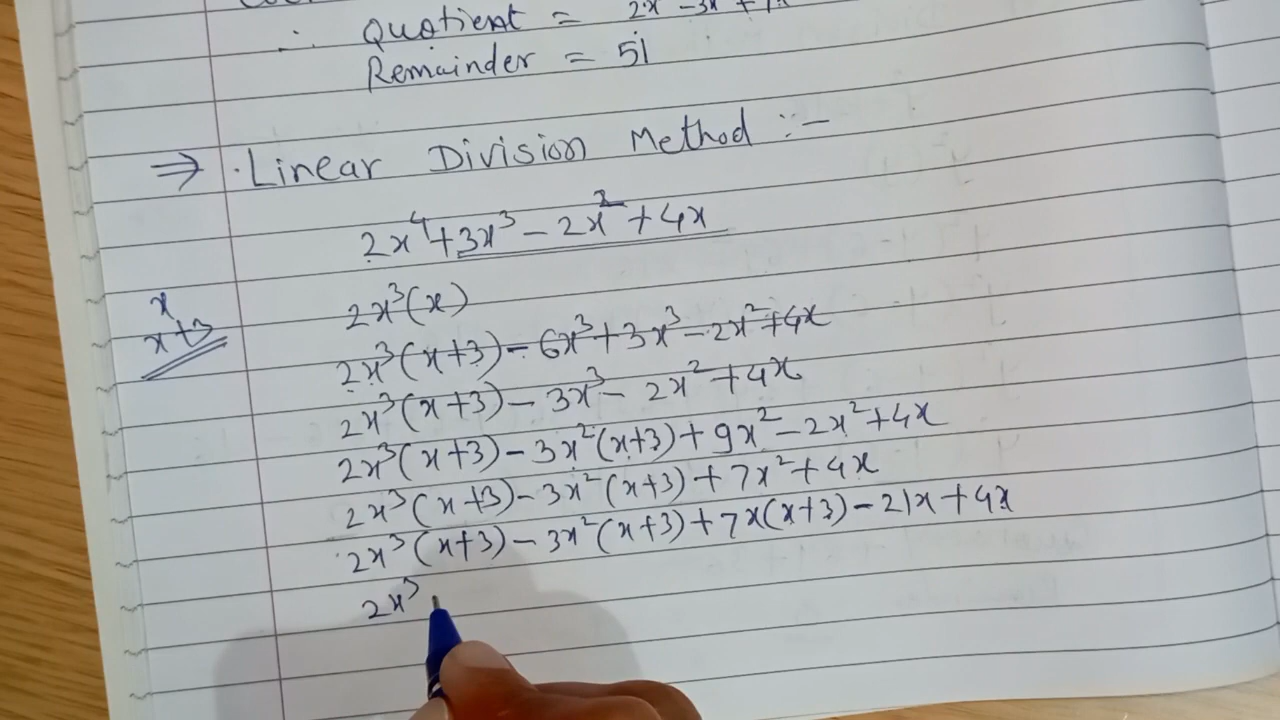 ∴ Quotient = 2x³ - 3x² + 7x
Remainder = 51
⇒ Linear Division Method :-
2x⁴ + 3x³ - 2x² + 4x
2x³(x)
x
x+3
2x³(x+3) - 6x³ + 3x³ - 2x² + 4x
2x³(x+3) - 3x³ - 2x² + 4x
2x³(x+3) - 3x²(x+3) + 9x² - 2x² + 4x
2x³(x+3) - 3x²(x+3) + 7x² + 4x
2x³(x+3) - 3x²(x+3) + 7x(x+3) - 21x + 4x
2x³